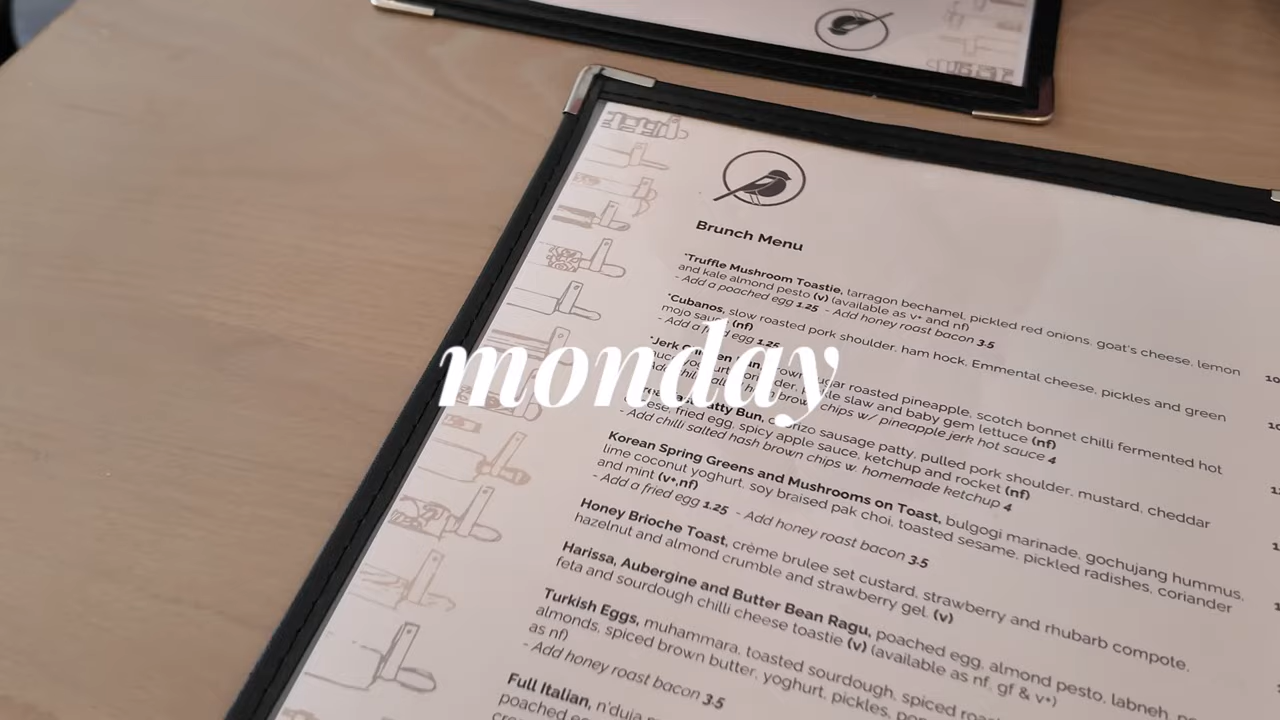 Brunch Menu
*Truffle Mushroom Toastie, tarragon bechamel, pickled red onions, goat's cheese, lemon
and kale almond pesto (v) (available as v+ and nf)
- Add a poached egg 1.25 - Add honey roast bacon 3.5
*Cubanos, slow roasted pork shoulder, ham hock, Emmental cheese, pickles and green
mojo sauce (nf)
- Add a fried egg 1.25
monday
*Jerk brown sugar roasted pineapple, scotch bonnet chilli fermented hot
yoghurt slaw and baby gem lettuce (nf)
chips w/ pineapple jerk hot sauce 4
Patty Bun, chorizo sausage patty, pulled pork shoulder, mustard, cheddar
cheese, fried egg, spicy apple sauce, ketchup and rocket (nf)
- Add chilli salted hash brown chips w. homemade ketchup 4
Korean Spring Greens and Mushrooms on Toast, bulgogi marinade, gochujang hummus,
lime coconut yoghurt, soy braised pak choi, toasted sesame, pickled radishes, coriander
and mint (v+,nf)
- Add a fried egg 1.25 - Add honey roast bacon 3.5
Honey Brioche Toast, crème brulee set custard, strawberry and rhubarb compote,
hazelnut and almond crumble and strawberry gel. (v)
Harissa, Aubergine and Butter Bean Ragu, poached egg, almond pesto, labneh,
feta and sourdough chilli cheese toastie (v) (available as nf, gf & v+)
Turkish Eggs, muhammara, toasted sourdough, spiced
almonds, spiced brown butter, yoghurt, pickles,
as nf)
- Add honey roast bacon 3.5
Full Italian, n'duja
poached